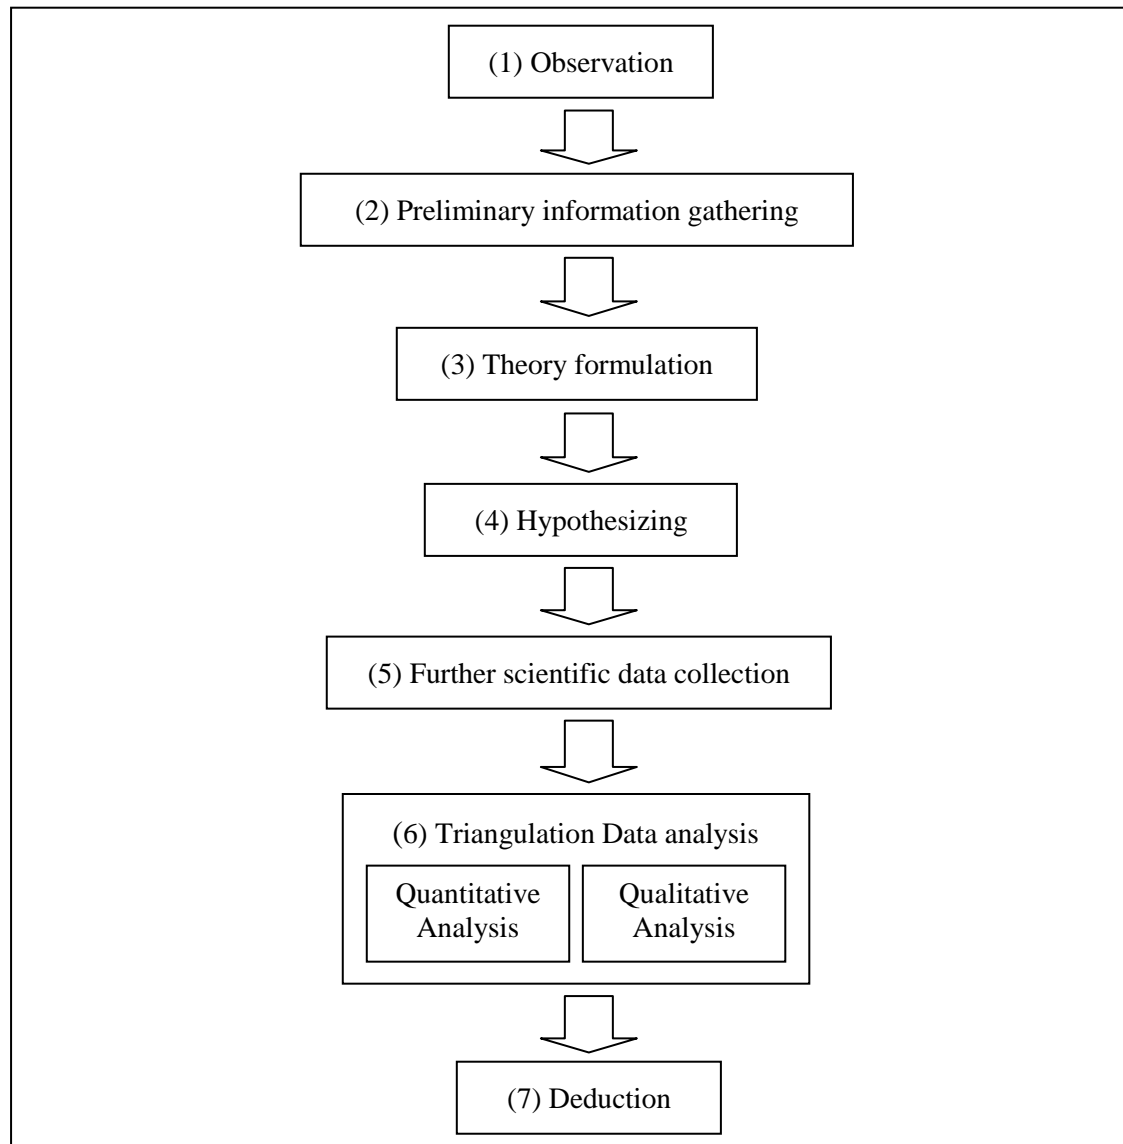 (1) Observation
(2) Preliminary information gathering
(3) Theory formulation
(4) Hypothesizing
(5) Further scientific data collection
(6) Triangulation Data analysis
Quantitative
Analysis
Qualitative
Analysis
(7) Deduction